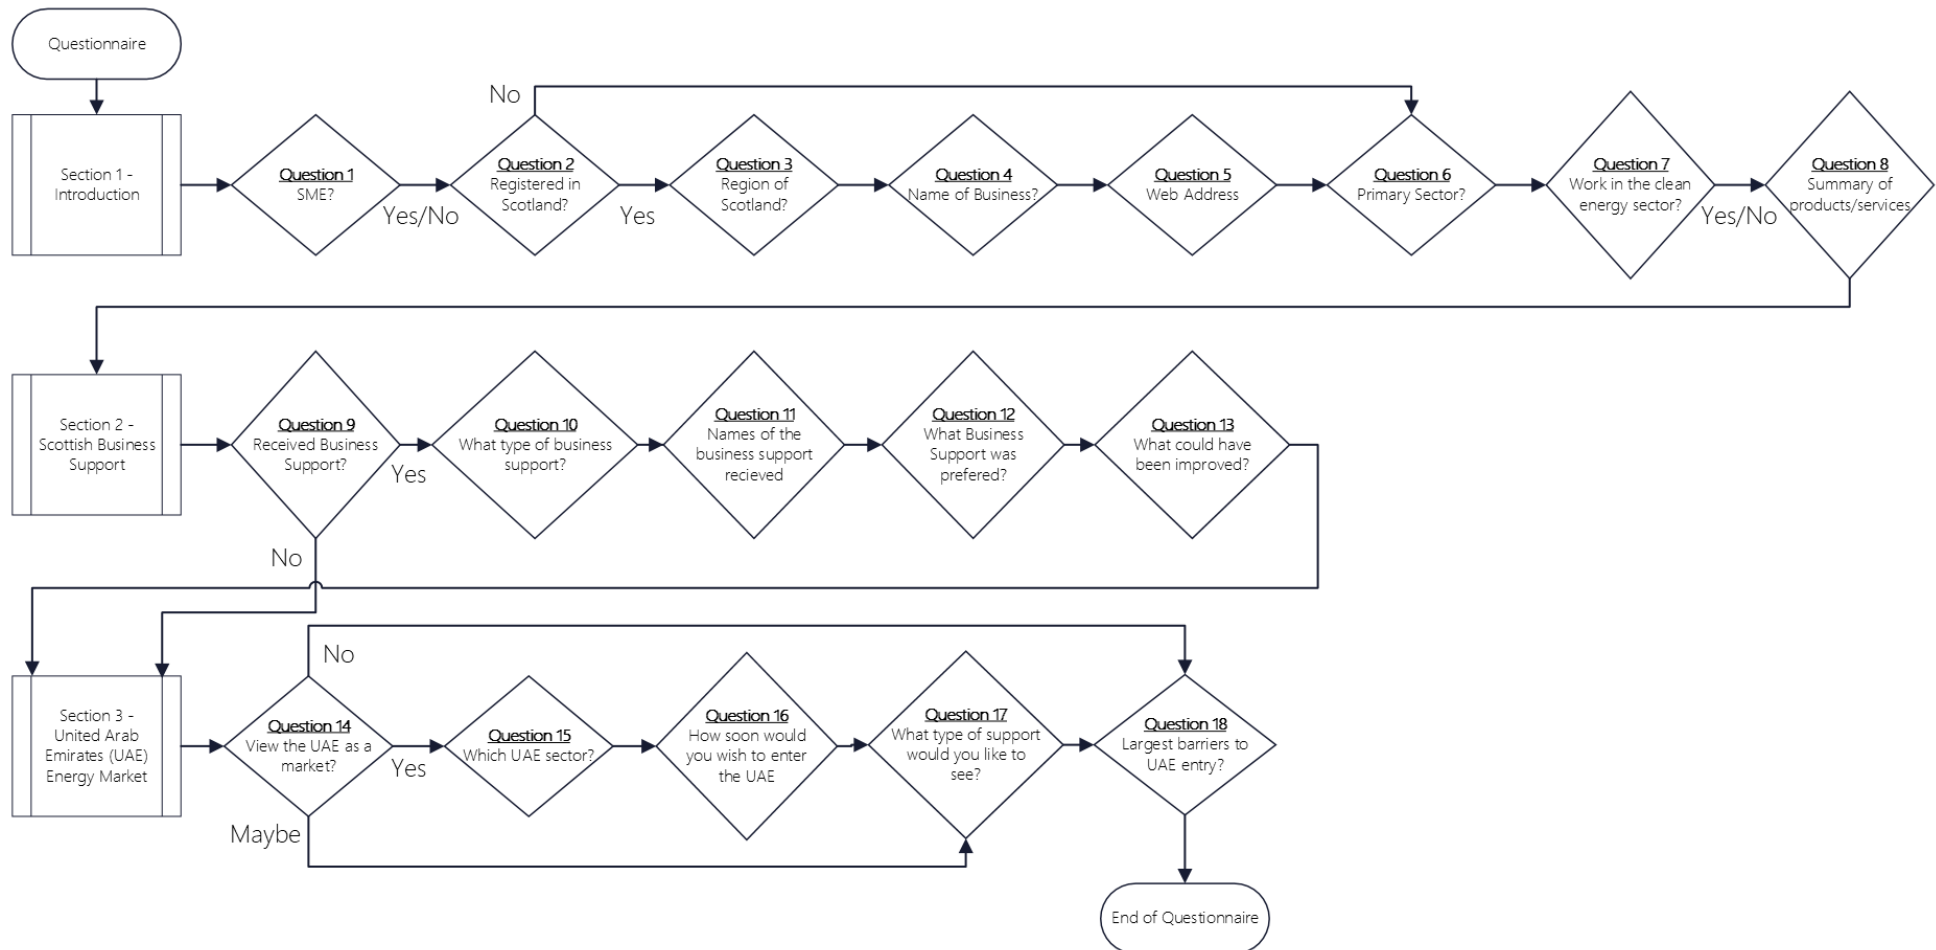 Questionnaire
No
Section 1 -
Introduction
Question 1
SME?
Yes/No
Question 2
Registered in
Scotland?
Yes
Question 3
Region of
Scotland?
Question 4
Name of Business?
Question 5
Web Address
Question 6
Primary Sector?
Question 7
Work in the clean
energy sector?
Yes/No
Question 8
Summary of
products/services
Section 2 -
Scottish Business
Support
Question 9
Received Business
Support?
Yes
No
Question 10
What type of business
support?
Question 11
Names of the
business support
recieved
Question 12
What Business
Support was
prefered?
Question 13
What could have
been improved?
Section 3 -
United Arab
Emirates (UAE)
Energy Market
No
Question 14
View the UAE as a
market?
Yes
Maybe
Question 15
Which UAE sector?
Question 16
How soon would
you wish to enter
the UAE
Question 17
What type of support
would you like to
see?
Question 18
Largest barriers to
UAE entry?
End of Questionnaire